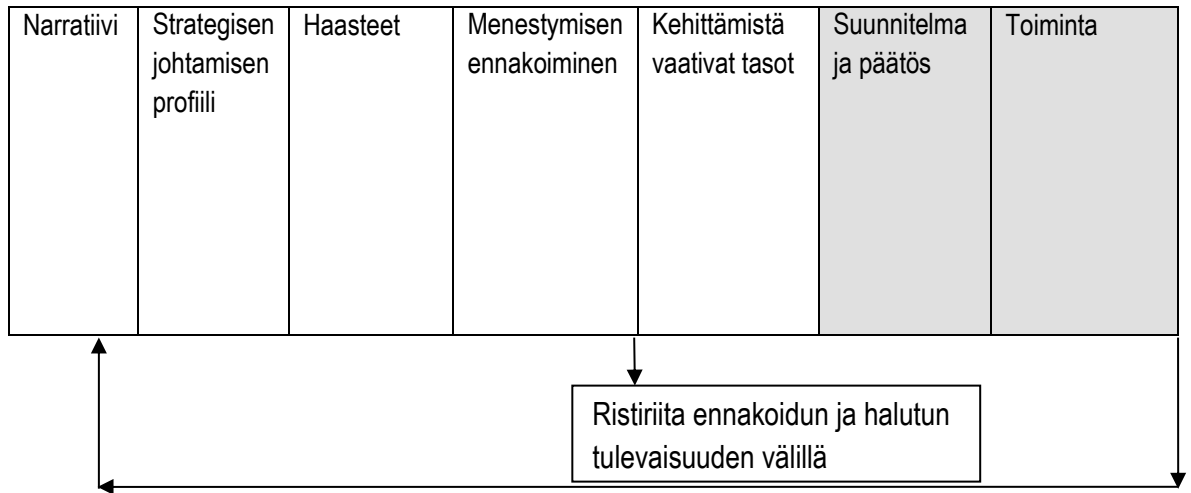 Narratiivi
Strategisen
johtamisen
profiili
Haasteet
Menestymisen
ennakoiminen
Kehittämistä
vaativat tasot
Suunnitelma
ja päätös
Toiminta
Ristiriita ennakoidun ja halutun
tulevaisuuden välillä